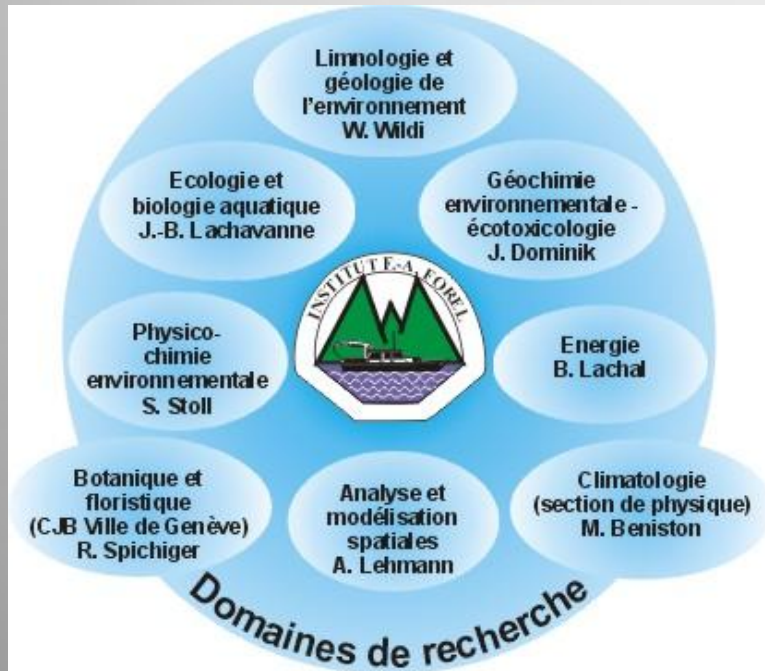 Limnologie et
géologie de
l'environnement
W. Wildi
Ecologie et
biologie aquatique
J.-B. Lachavanne
Géochimie
environnementale -
écotoxicologie
J. Dominik
INSTITUT F.-A. FOREL
Physico-
chimie
environnementale
S. Stoll
Energie
B. Lachal
Botanique et
floristique
(CJB Ville de Genève)
R. Spichiger
Analyse et
modélisation
spatiales
A. Lehmann
Climatologie
(section de physique)
M. Beniston
Domaines de recherche